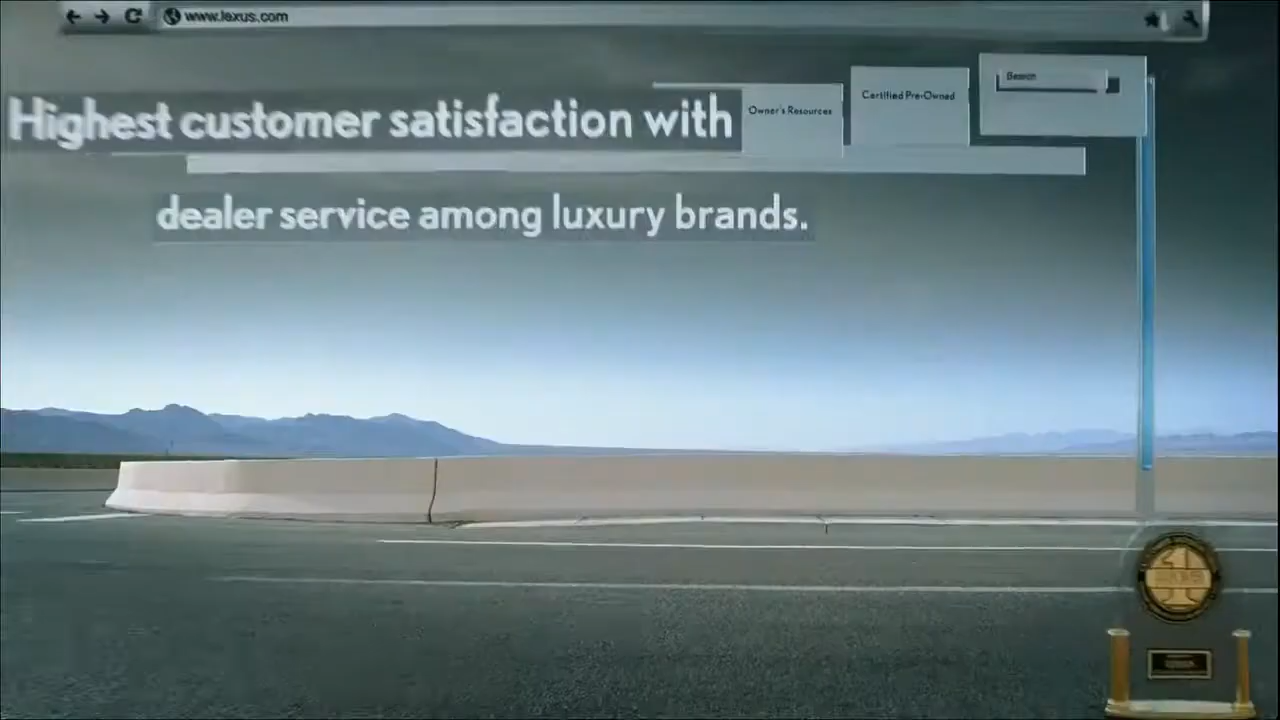 www.lexus.com
Search
Certified Pre-Owned
Owner's Resources
Highest customer satisfaction with
dealer service among luxury brands.